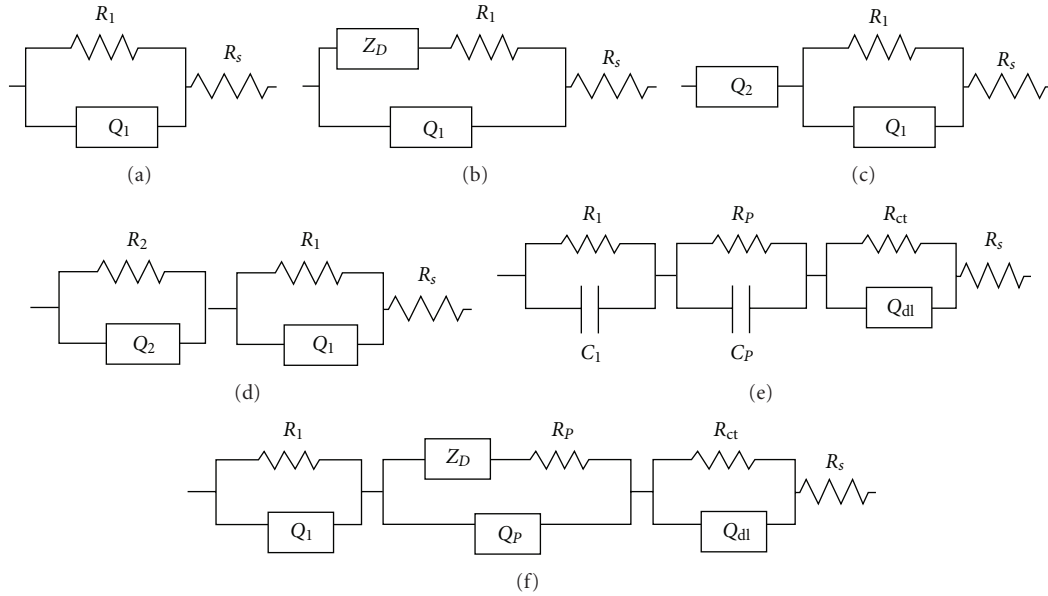 R1
Rs
Q1
(a)
ZD
R1
Rs
Q1
(b)
Q2
R1
Rs
Q1
(c)
R2
Q2
R1
Q1
Rs
(d)
R1
C1
RP
CP
Rct
Qdl
Rs
(e)
R1
Q1
ZD
RP
QP
Rct
Qdl
Rs
(f)